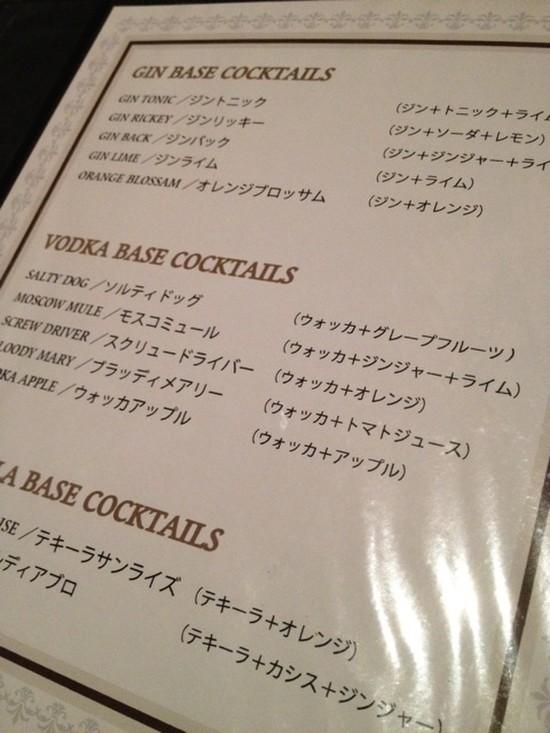 GIN BASE COCKTAILS
GIN TONIC／ジントニック （ジン＋トニック＋ライム
GIN RICKEY／ジンリッキー （ジン＋ソーダ＋レモン）
GIN BACK／ジンバック （ジン＋ジンジャー＋ライ
GIN LIME／ジンライム （ジン＋ライム）
ORANGE BLOSSAM／オレンジブロッサム （ジン＋オレンジ）
VODKA BASE COCKTAILS
SALTY DOG／ソルティドッグ （ウォッカ＋グレープフルーツ）
MOSCOW MULE／モスコミュール （ウォッカ＋ジンジャー＋ライム）
SCREW DRIVER／スクリュードライバー （ウォッカ＋オレンジ）
LOODY MARY／ブラッディメアリー （ウォッカ＋トマトジュース）
KA APPLE／ウォッカアップル （ウォッカ＋アップル）
LA BASE COCKTAILS
ISE／テキーラサンライズ （テキーラ＋オレンジ）
ディアブロ （テキーラ＋カシス＋ジンジャー）